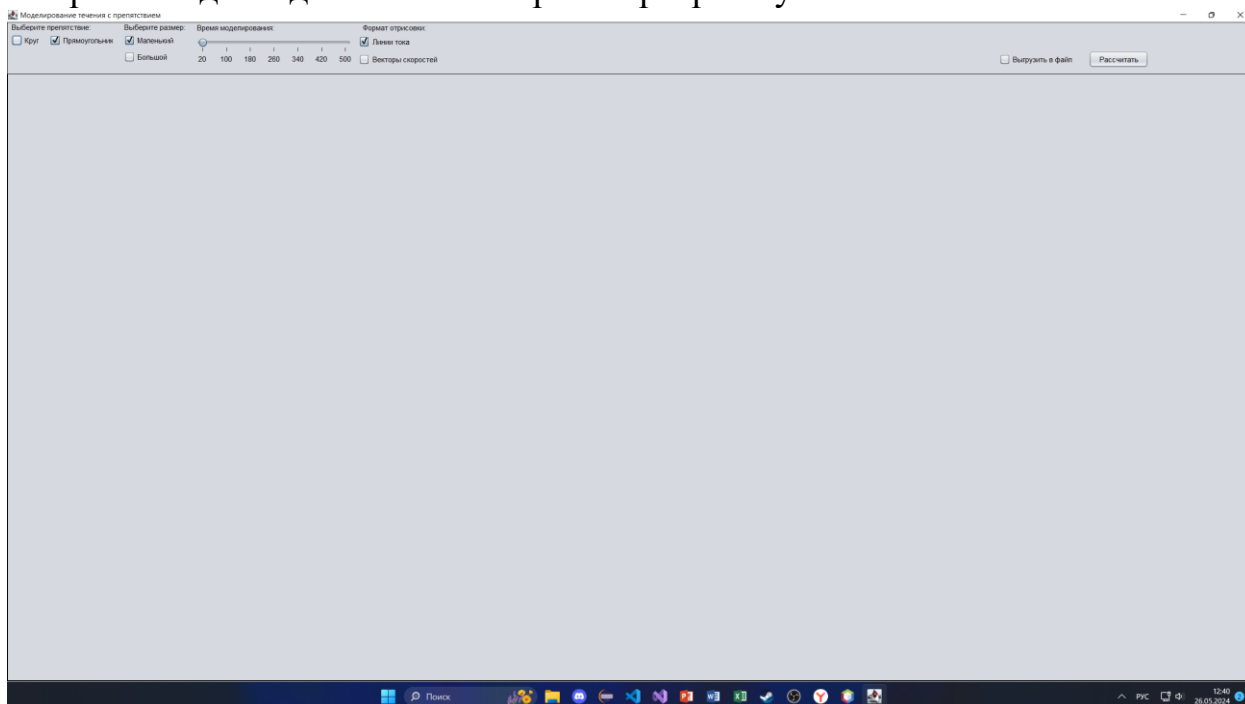 Моделирование течения с препятствием
Выберите препятствие: Выберите размер: Время моделирования: Формат отрисовки:
Круг Прямоугольник Маленький Линии тока
Большой 20 100 180 260 340 420 500 Векторы скоростей Выгрузить в файл Рассчитать
Поиск РУС 12:40
26.05.2024